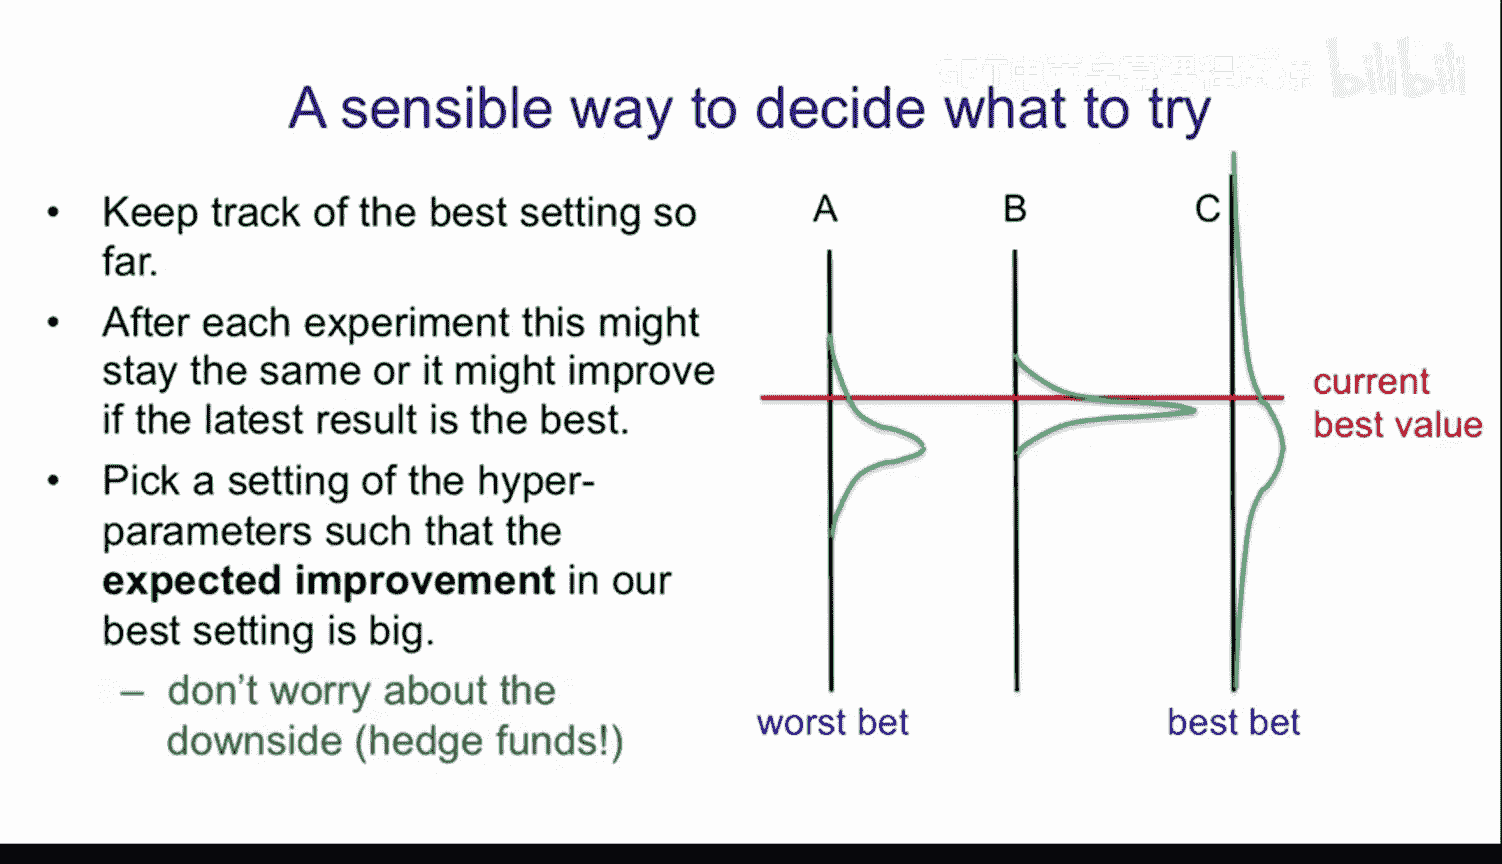 bilibili
A sensible way to decide what to try
• Keep track of the best setting so
far.
• After each experiment this might
stay the same or it might improve
if the latest result is the best.
• Pick a setting of the hyper-
parameters such that the
expected improvement in our
best setting is big.
– don't worry about the
downside (hedge funds!)
A B C
current
best value
worst bet best bet